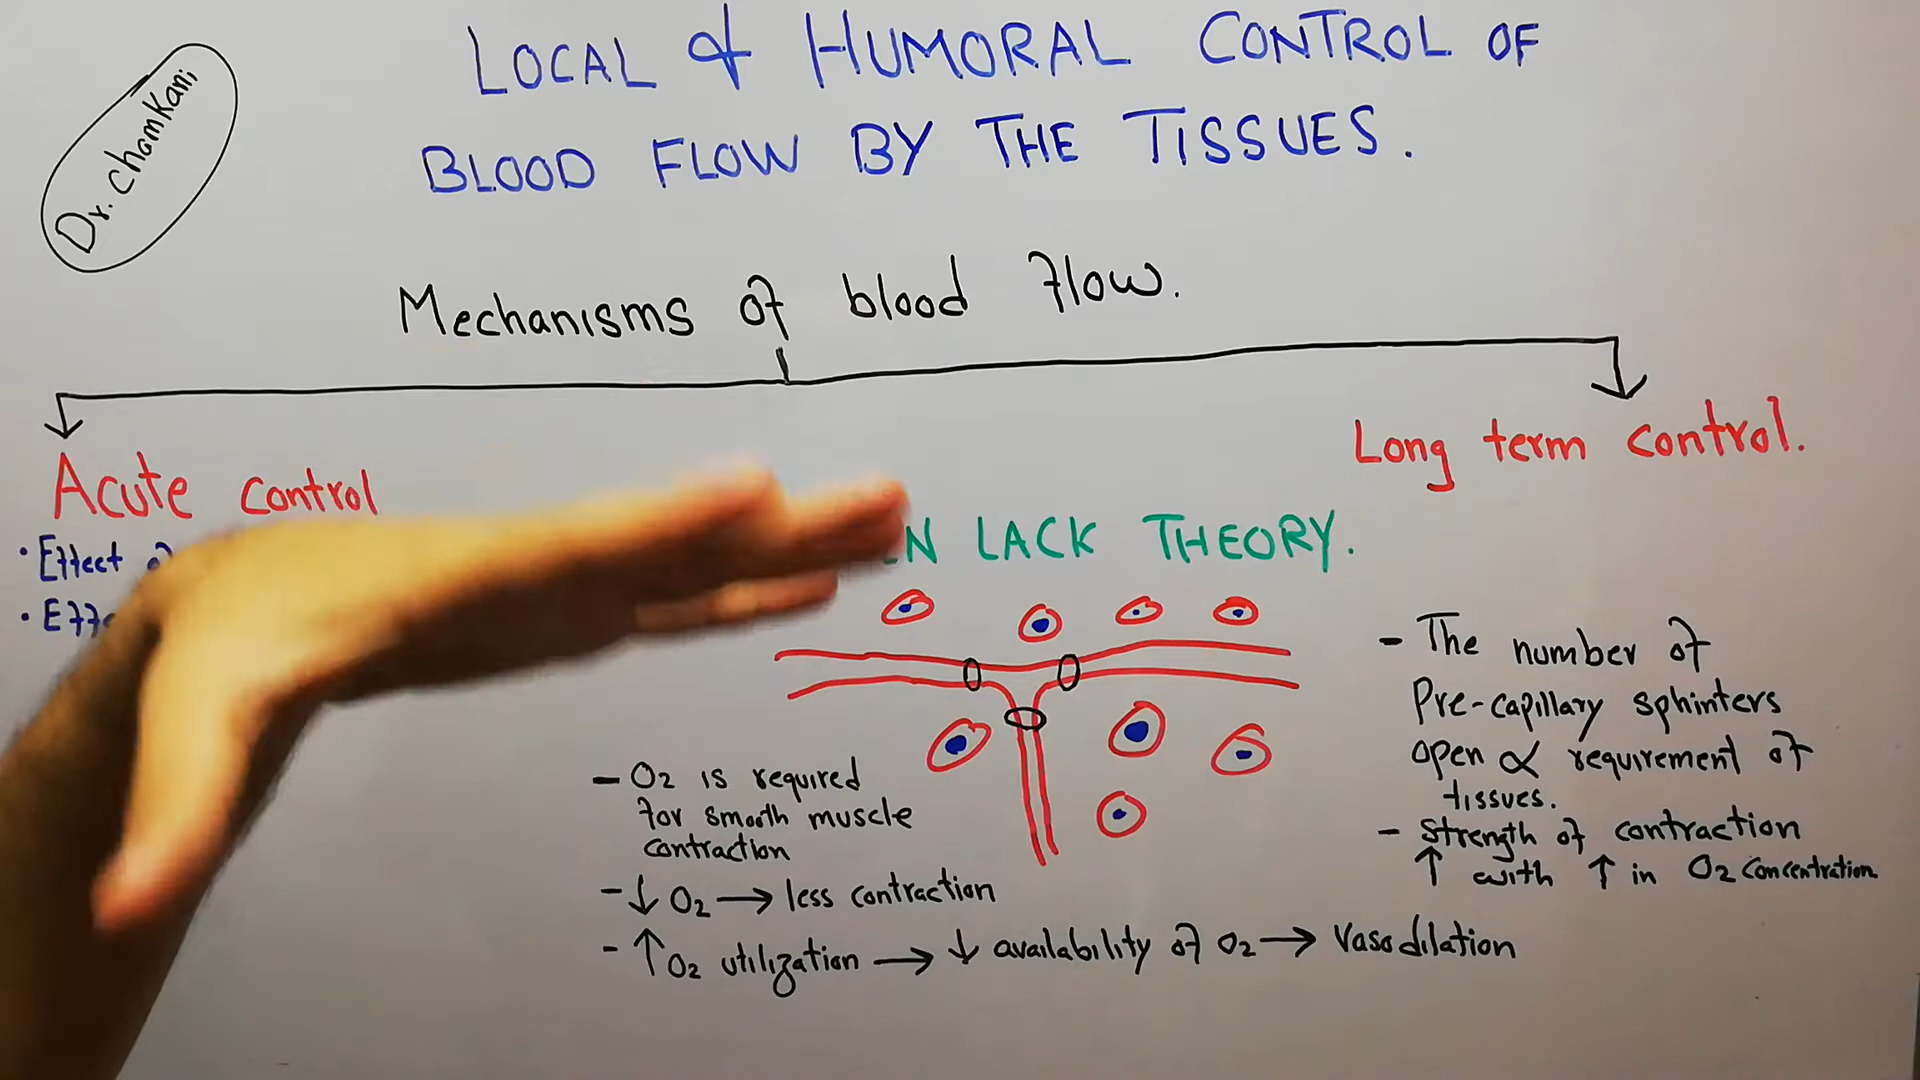 Dr. Chamkani
LOCAL & HUMORAL CONTROL OF
BLOOD FLOW BY THE TISSUES.
Mechanisms of blood flow.
Acute control
Long term control.
• Effect
LACK THEORY.
- O2 is required
for smooth muscle
contraction
- ↓ O2 → less contraction
- ↑ O2 utilization → ↓ availability of O2 → Vasodilation
- The number of
Pre-capillary sphinters
open ∝ requirement of
tissues.
- Strength of contraction
↑ with ↑ in O2 concentration